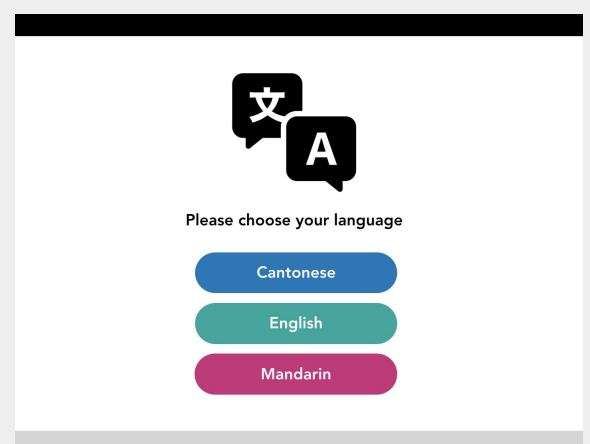 文
A
Please choose your language
Cantonese
English
Mandarin